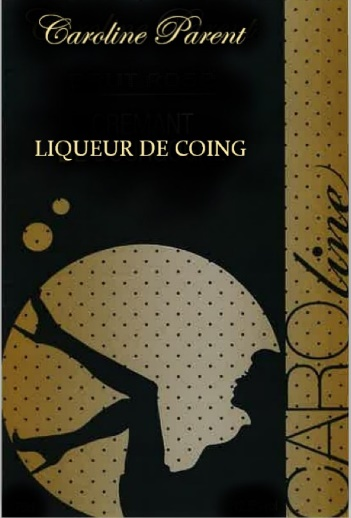 Caroline Parent
LIQUEUR DE COING
CAROline